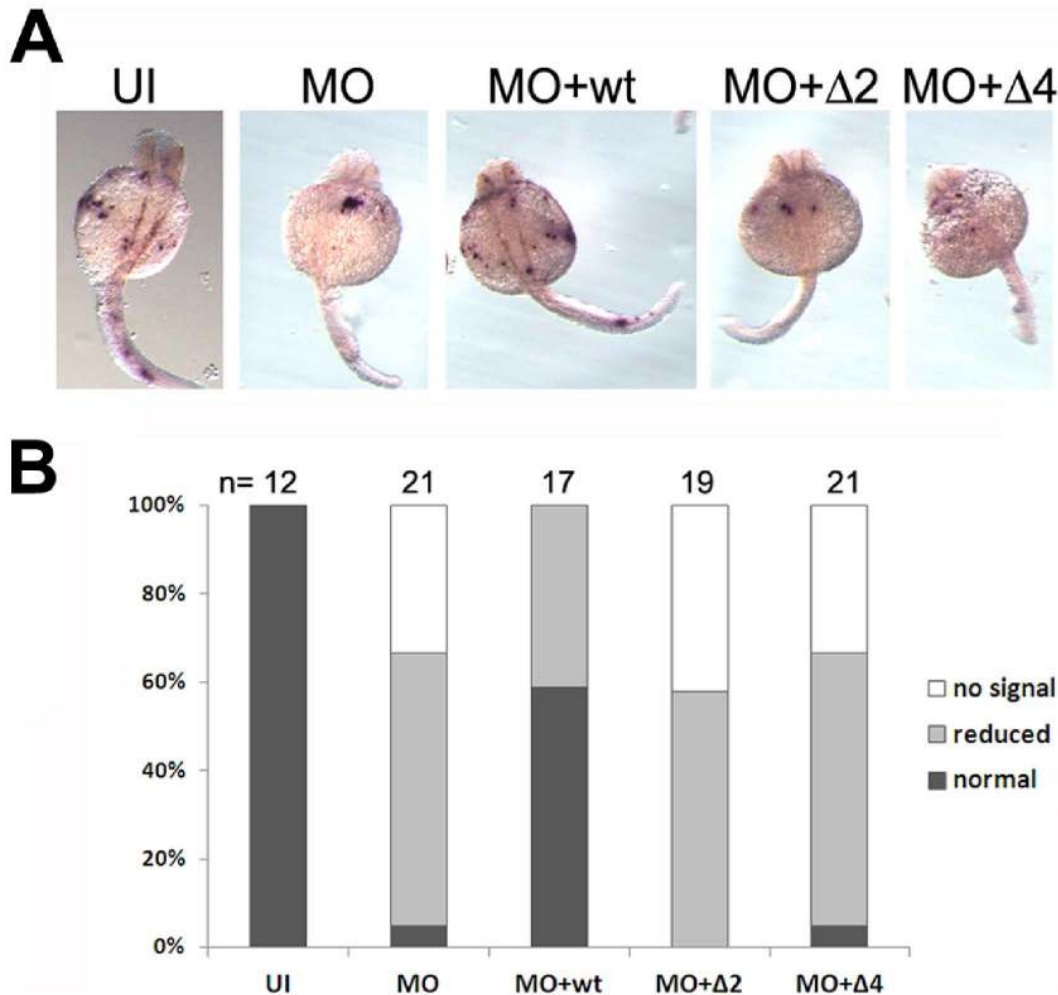 A
UI MO MO+wt MO+Δ2 MO+Δ4
B
n= 12 21 17 19 21
100%
80%
60%
40%
20%
0%
no signal
reduced
normal
UI MO MO+wt MO+Δ2 MO+Δ4